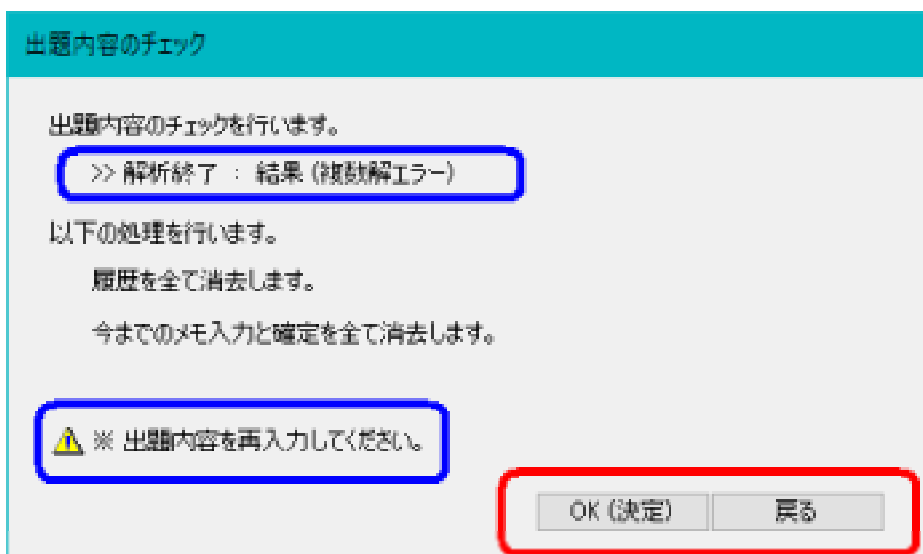 出題内容のチェック
出題内容のチェックを行います。
>> 解析終了 : 結果 (複数解エラー)
以下の処理を行います。
履歴を全て消去します。
今までのメモ入力と確定を全て消去します。
※ 出題内容を再入力してください。
OK (決定) 戻る